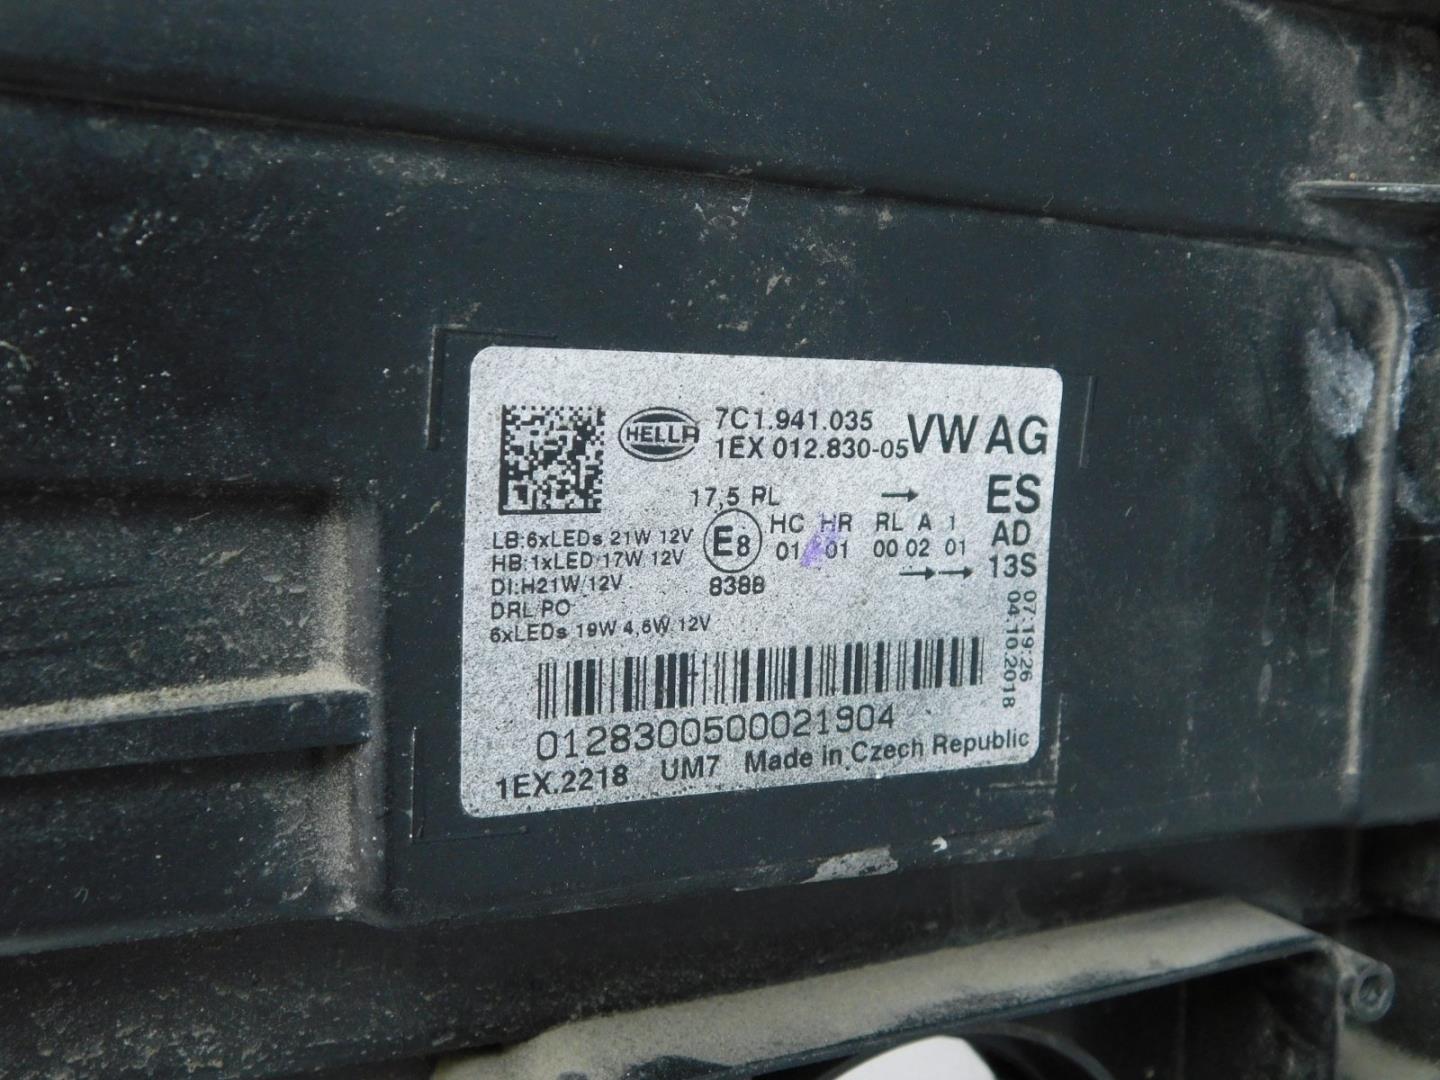 HELLA
7C1.941.035
1EX 012.830-05
VW AG
17,5 PL → ES
LB:6xLEDs 21W 12V
HB:1xLED 17W 12V
DI:H21W/12V
DRL PO
6xLEDs 19W 4,6W 12V
E8
8388
HC HR RL A 1
01 01 00 02 01
→→
AD
13S
07:19:26
04.10.2018
0128300500021904
1EX.2218 UM7 Made in Czech Republic